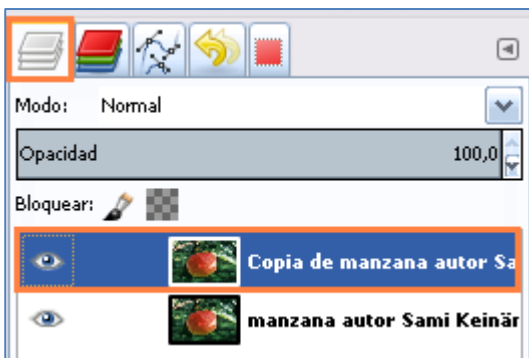 Modo: Normal
Opacidad 100,0
Bloquear:
Copia de manzana autor Sa
manzana autor Sami Keinär